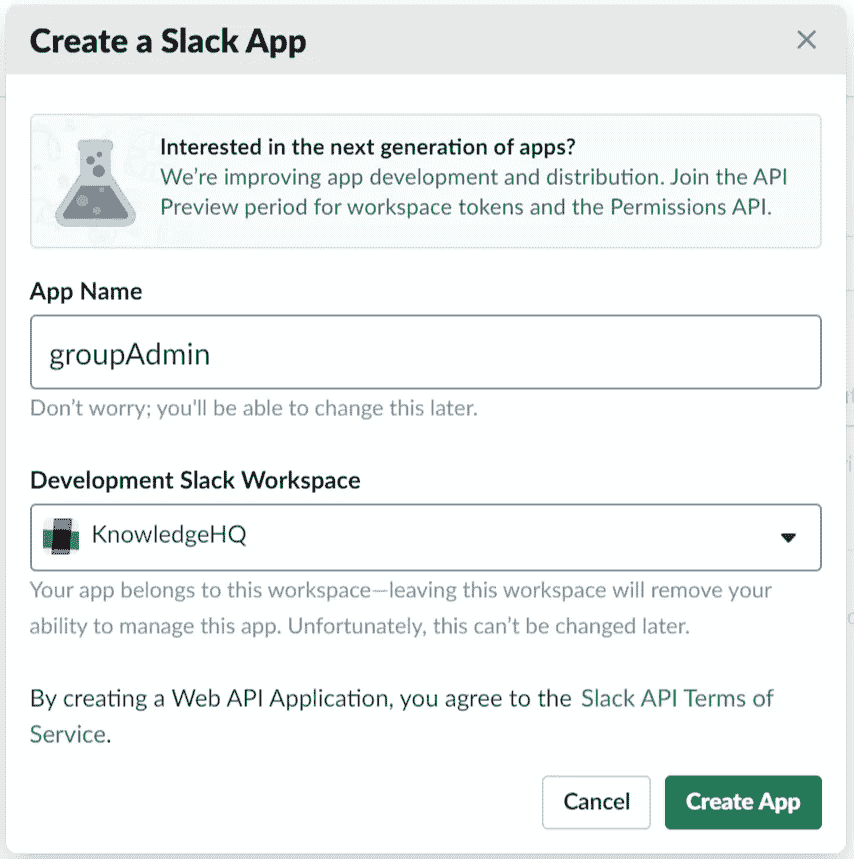 Create a Slack App
Interested in the next generation of apps?
We’re improving app development and distribution. Join the API
Preview period for workspace tokens and the Permissions API.
App Name
groupAdmin
Don’t worry; you'll be able to change this later.
Development Slack Workspace
KnowledgeHQ
Your app belongs to this workspace—leaving this workspace will remove your
ability to manage this app. Unfortunately, this can’t be changed later.
By creating a Web API Application, you agree to the Slack API Terms of
Service.
Cancel
Create App